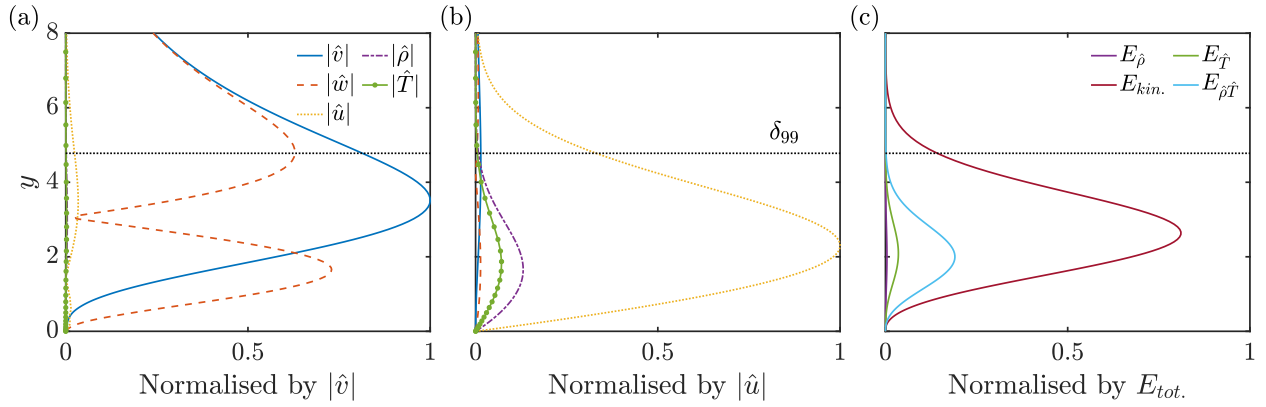 (a)
8
6
4
2
0
y
|v̂|
|ŵ|
|û|
|ρ̂|
|T̂|
0
0.5
1
Normalised by |v̂|
(b)
δ₉₉
0
0.5
1
Normalised by |û|
(c)
E_ρ̂
E_kin.
E_T̂
E_ρ̂T̂
0
0.5
1
Normalised by E_tot.